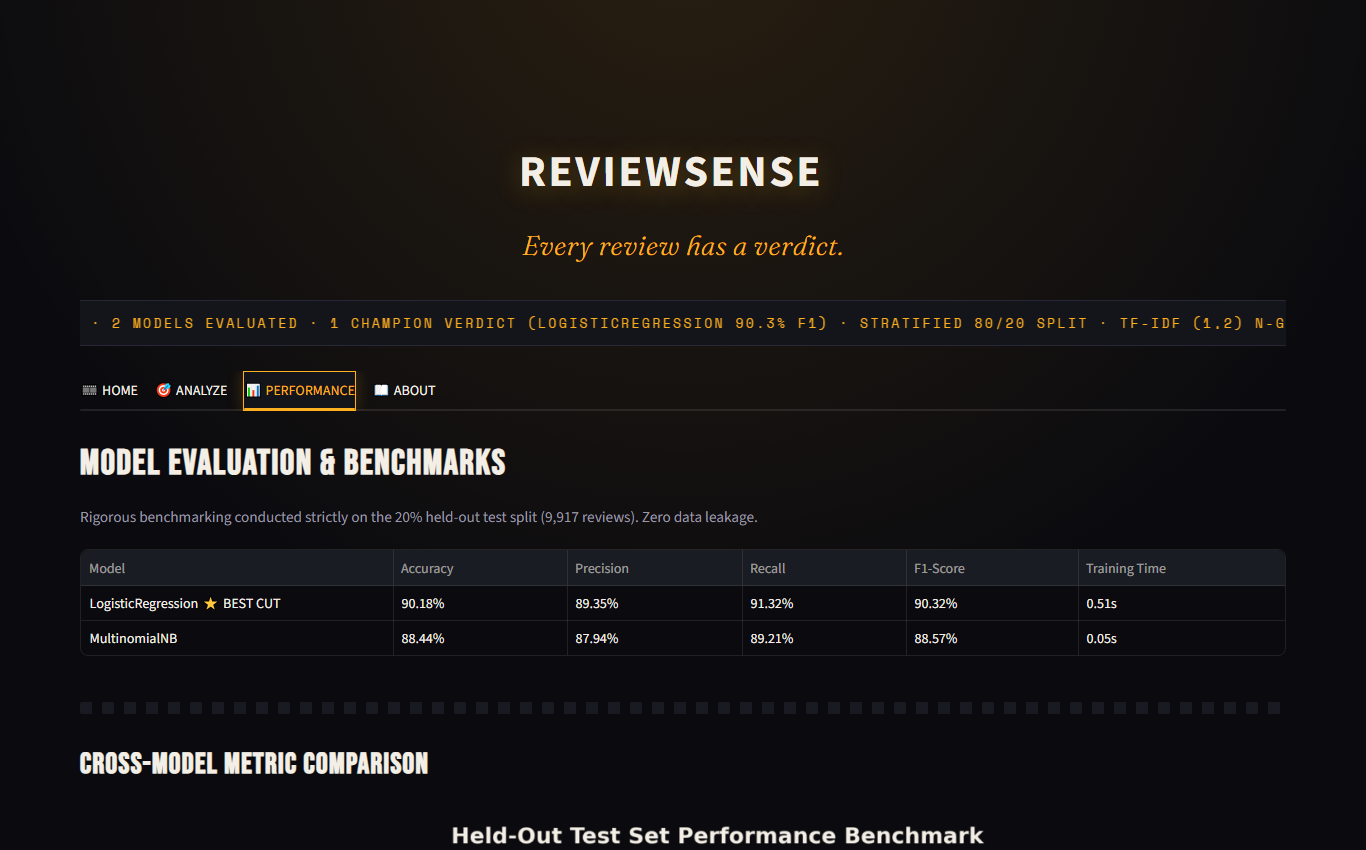 REVIEWSENSE
Every review has a verdict.
· 2 MODELS EVALUATED · 1 CHAMPION VERDICT (LOGISTICREGRESSION 90.3% F1) · STRATIFIED 80/20 SPLIT · TF-IDF (1,2) N-G
🎞️ HOME 🎯 ANALYZE 📊 PERFORMANCE 📖 ABOUT
MODEL EVALUATION & BENCHMARKS
Rigorous benchmarking conducted strictly on the 20% held-out test split (9,917 reviews). Zero data leakage.
Model Accuracy Precision Recall F1-Score Training Time
LogisticRegression ⭐ BEST CUT 90.18% 89.35% 91.32% 90.32% 0.51s
MultinomialNB 88.44% 87.94% 89.21% 88.57% 0.05s
CROSS-MODEL METRIC COMPARISON
Held-Out Test Set Performance Benchmark